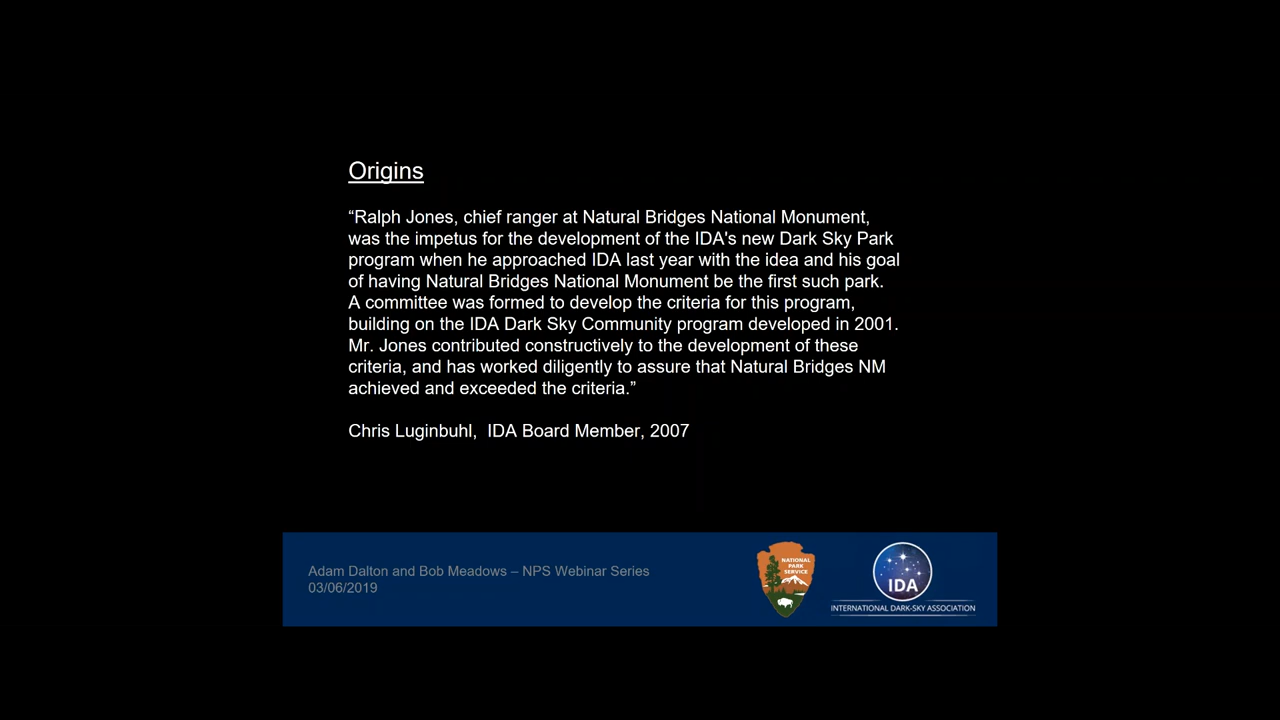 Origins
“Ralph Jones, chief ranger at Natural Bridges National Monument,
was the impetus for the development of the IDA's new Dark Sky Park
program when he approached IDA last year with the idea and his goal
of having Natural Bridges National Monument be the first such park.
A committee was formed to develop the criteria for this program,
building on the IDA Dark Sky Community program developed in 2001.
Mr. Jones contributed constructively to the development of these
criteria, and has worked diligently to assure that Natural Bridges NM
achieved and exceeded the criteria.”
Chris Luginbuhl,  IDA Board Member, 2007
Adam Dalton and Bob Meadows – NPS Webinar Series
03/06/2019
NATIONAL
PARK
SERVICE
IDA
INTERNATIONAL DARK-SKY ASSOCIATION